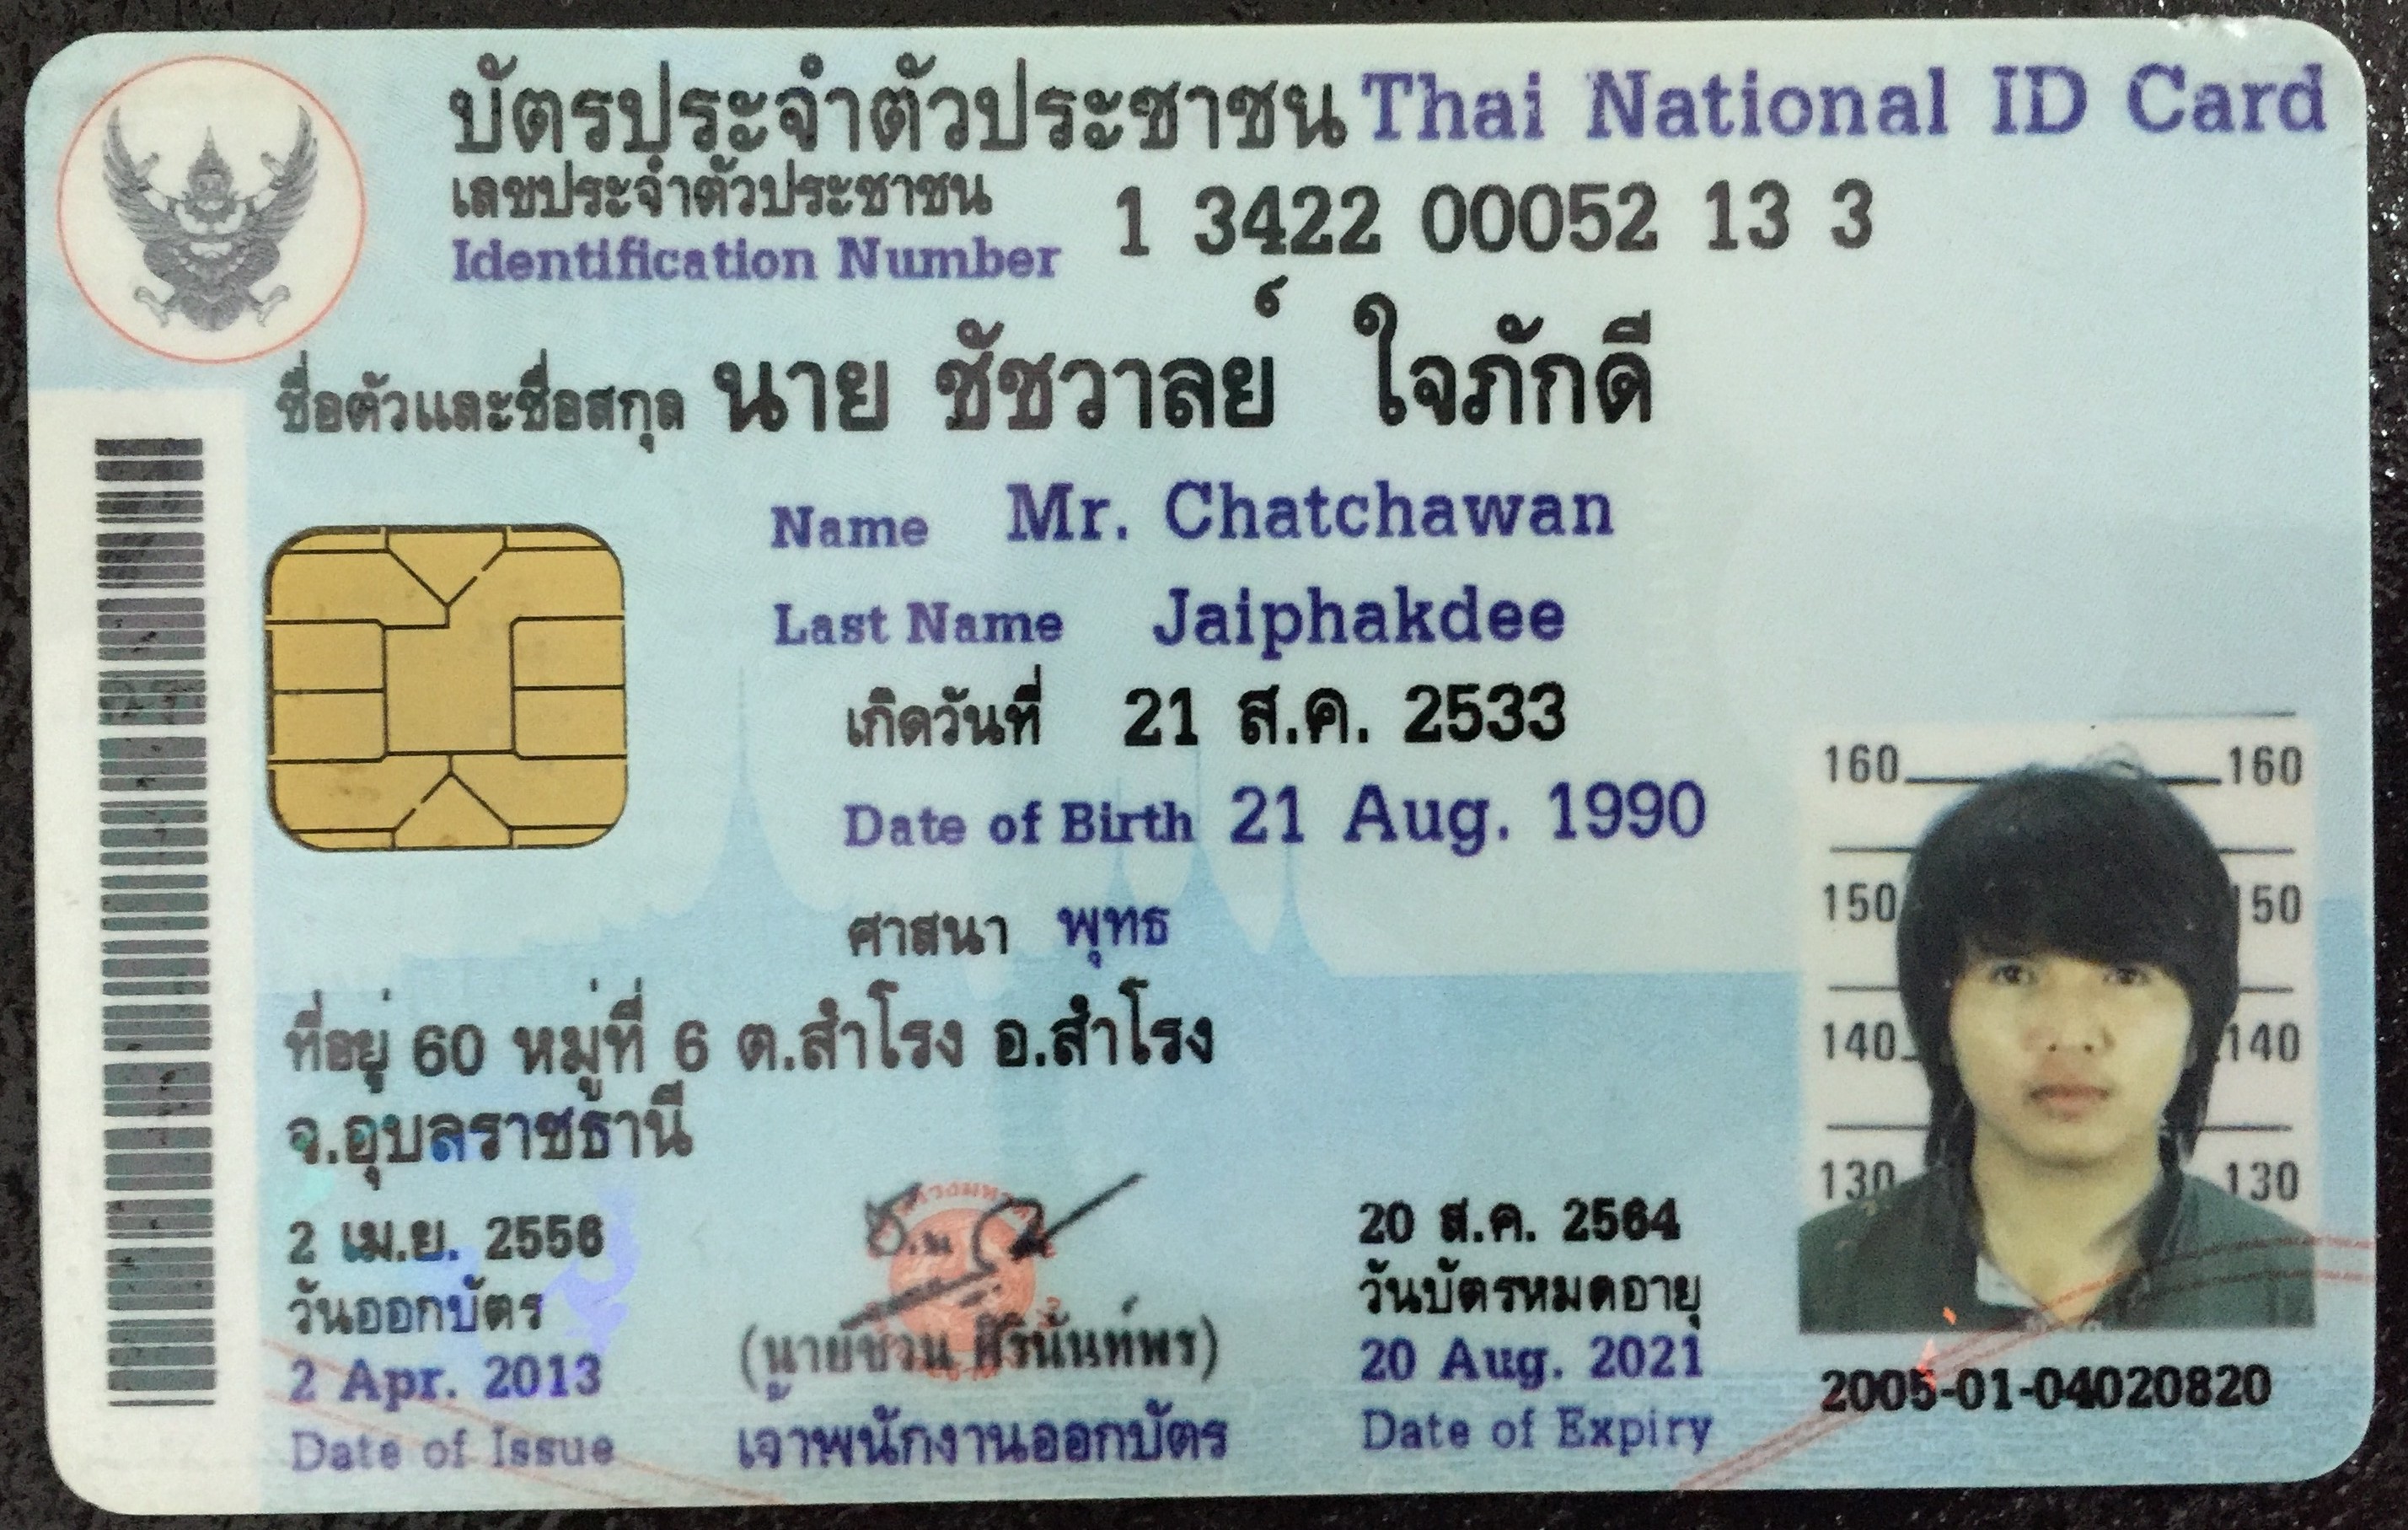 บัตรประจำตัวประชาชน Thai National ID Card
เลขประจำตัวประชาชน
Identification Number 1 3422 00052 13 3
ชื่อตัวและชื่อสกุล นาย ชัชวาลย์ ใจภักดี
Name Mr. Chatchawan
Last Name Jaiphakdee
เกิดวันที่ 21 ส.ค. 2533
Date of Birth 21 Aug. 1990
ศาสนา พุทธ
ที่อยู่ 60 หมู่ที่ 6 ต.สำโรง อ.สำโรง
จ.อุบลราชธานี
2 เม.ย. 2556
วันออกบัตร
2 Apr. 2013
Date of Issue
(นายชวน ศิรินันท์พร)
เจ้าพนักงานออกบัตร
20 ส.ค. 2564
วันบัตรหมดอายุ
20 Aug. 2021
Date of Expiry
160 160
150 150
140 140
130 130
2005-01-04020820